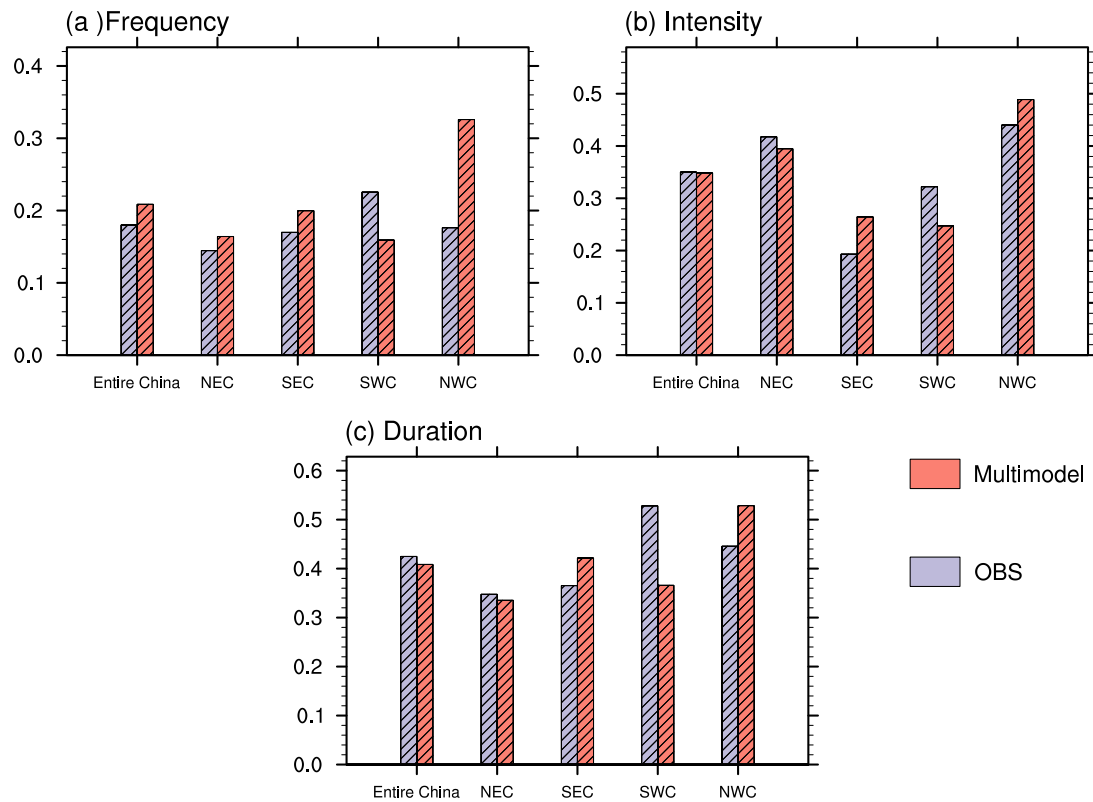 (a )Frequency
0.4
0.3
0.2
0.1
0.0
Entire China NEC SEC SWC NWC
(b) Intensity
0.5
0.4
0.3
0.2
0.1
0.0
Entire China NEC SEC SWC NWC
(c) Duration
0.6
0.5
0.4
0.3
0.2
0.1
0.0
Entire China NEC SEC SWC NWC
Multimodel
OBS